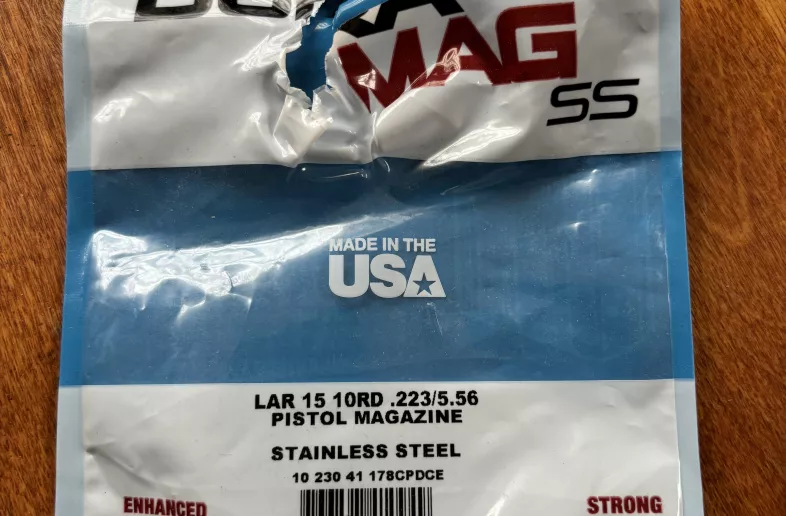 MAG
SS
MADE IN THE
USA
LAR 15 10RD .223/5.56
PISTOL MAGAZINE
STAINLESS STEEL
10 230 41 178CPDCE
ENHANCED
STRONG